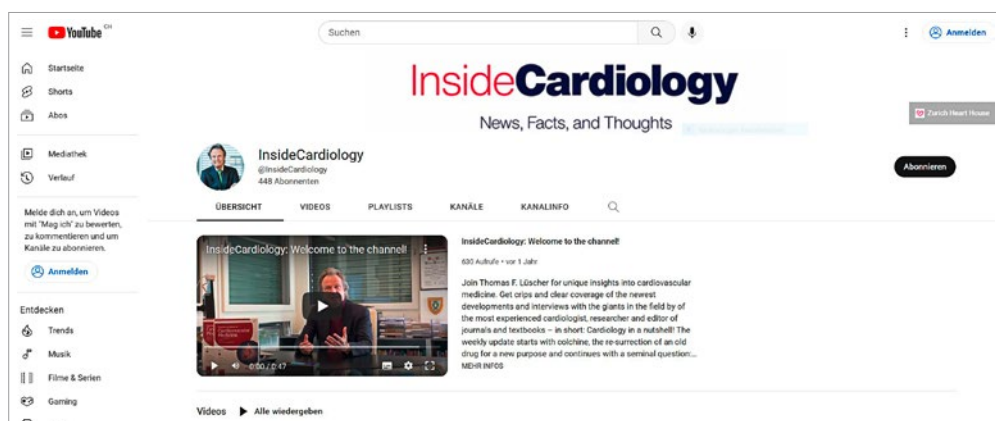 YouTube CH
Suchen
Anmelden
Startseite
Shorts
Abos
Mediathek
Verlauf
Melde dich an, um Videos
mit "Mag ich" zu bewerten,
zu kommentieren und um
Kanäle zu abonnieren.
Anmelden
Entdecken
Trends
Musik
Filme & Serien
Gaming
InsideCardiology
News, Facts, and Thoughts
Zurich Heart House
InsideCardiology
@InsideCardiology
448 Abonnenten
Abonnieren
ÜBERSICHT VIDEOS PLAYLISTS KANÄLE KANALINFO
InsideCardiology: Welcome to the channel!
Cardiovascular
Medicine
0:00 / 0:47
InsideCardiology: Welcome to the channel!
630 Aufrufe • vor 1 Jahr
Join Thomas F. Lüscher for unique insights into cardiovascular
medicine. Get crips and clear coverage of the newest
developments and interviews with the giants in the field by of
the most experienced cardiologist, researcher and editor of
journals and textbooks – in short: Cardiology in a nutshell! The
weekly update starts with colchine, the re-surrection of an old
drug for a new purpose and continues with a seminal question:...
MEHR INFOS
Videos Alle wiedergeben